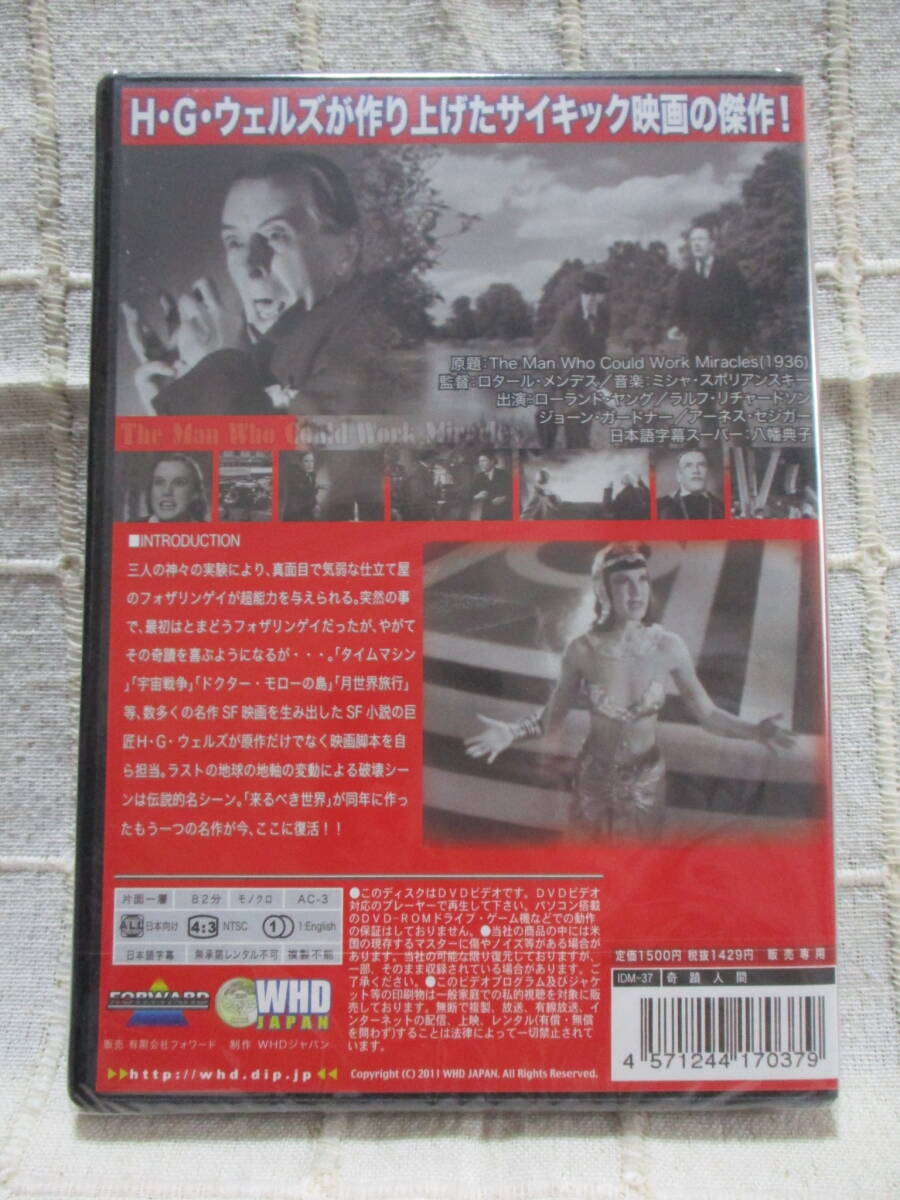 H・G・ウェルズが作り上げたサイキック映画の傑作!
原題:The Man Who Could Work Miracles(1936)
監督:ロタール・メンデス/音楽:ミシャ・スポリアンスキー
出演:ローランド・ヤング/ラルフ・リチャードソン
ジョーン・ガードナー/アーネス・セジガー
日本語字幕スーパー:八幡典子
The Man Who Could Work Miracles
■INTRODUCTION
三人の神々の実験により、真面目で気弱な仕立て屋
のフォザリンゲイが超能力を与えられる。突然の事
で、最初はとまどうフォザリンゲイだったが、やがて
その奇蹟を喜ぶようになるが・・・。「タイムマシン
」「宇宙戦争」「ドクター・モローの島」「月世界旅行」
等、数多くの名作SF映画を生み出したSF小説の巨
匠H・G・ウェルズが原作だけでなく映画脚本を自
ら担当。ラストの地球の地軸の変動による破壊シー
ンは伝説的名シーン。「来るべき世界」が同年に作っ
たもう一つの名作が今、ここに復活!!
片面一層 82分 モノクロ AC-3
ALL 日本向け 4:3 NTSC 1 1:English
日本語字幕 無承諾レンタル不可 複製不能
●このディスクはDVDビデオです。DVDビデオ
対応のプレーヤーで再生して下さい。パソコン搭載
のDVD-ROMドライブ・ゲーム機などでの動作
の保証はしておりません。●当社の商品の中には米
国の現存するマスターに傷やノイズ等がある場合が
あります。当社の可能な限り復元しておりますが、
一部、そのまま収録されている場合があります。ご
了承ください。●このビデオプログラム及びジャケ
ット等の印刷物は一般家庭での私的視聴を対象に販
売しております。無断で複製、放送、有線放送、イ
ンターネットの配信、上映、レンタル(有償・無償
を問わず)することは法律によって一切禁止されて
います。
定価1500円 税抜1429円 販売専用
IDM-37 奇蹟人間
4 571244 170379
FORWARD
WHD
JAPAN
販売 有限会社フォワード 制作 WHDジャパン
▶▶http://whd.dip.jp◀◀
Copyright (C) 2011 WHD JAPAN. All Rights Reserved.